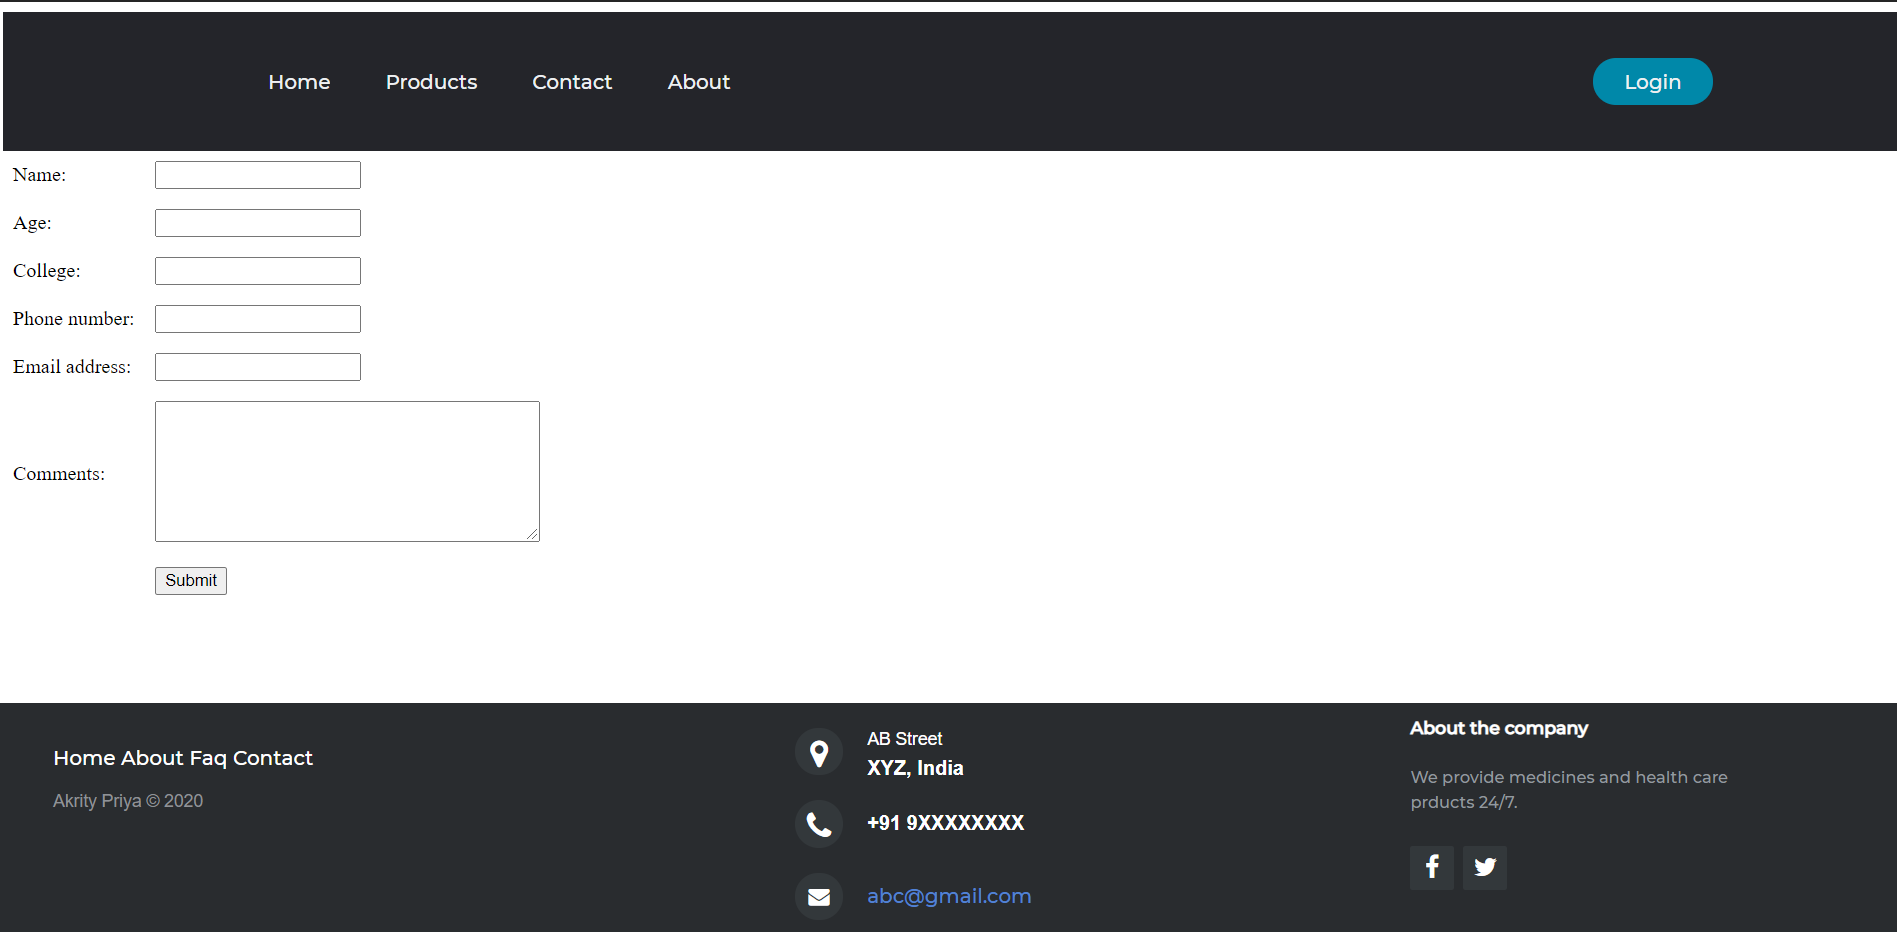 Home Products Contact About Login
Name:
Age:
College:
Phone number:
Email address:
Comments:
Submit
Home About Faq Contact
Akrity Priya © 2020
AB Street
XYZ, India
+91 9XXXXXXXX
abc@gmail.com
About the company
We provide medicines and health care
prducts 24/7.